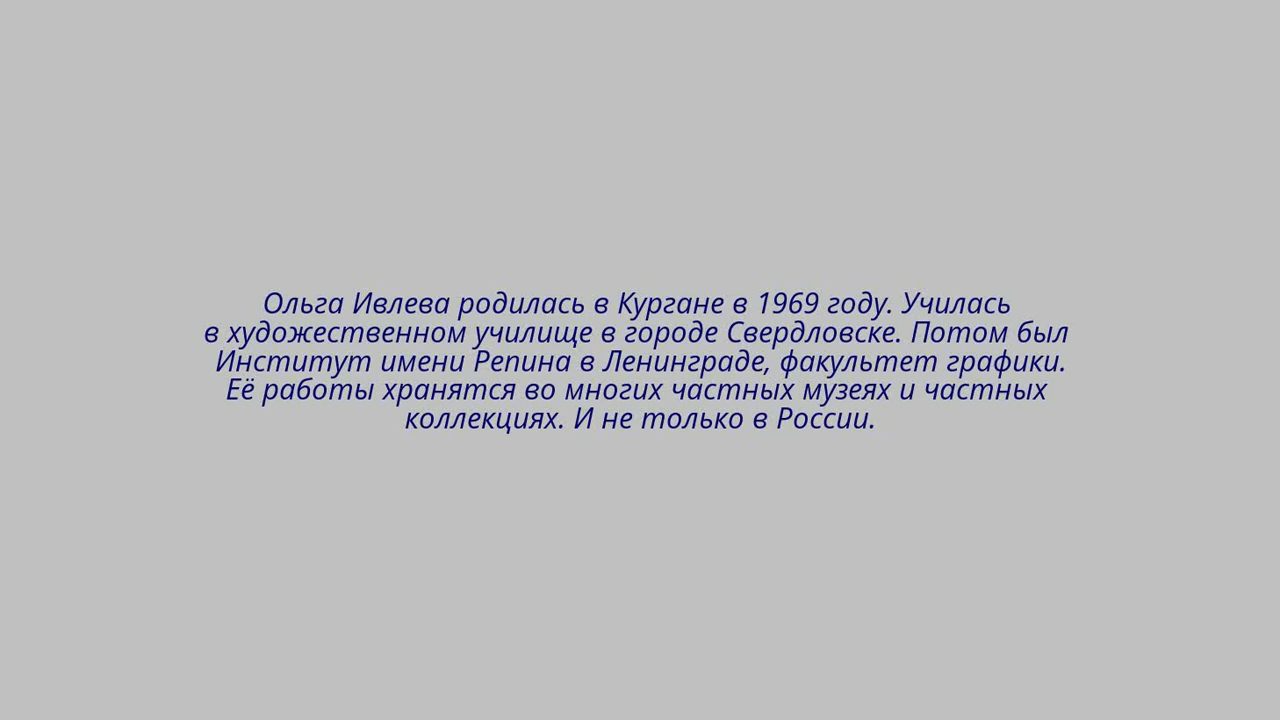 Ольга Ивлева родилась в Кургане в 1969 году. Училась
в художественном училище в городе Свердловске. Потом был
Институт имени Репина в Ленинграде, факультет графики.
Её работы хранятся во многих частных музеях и частных
коллекциях. И не только в России.